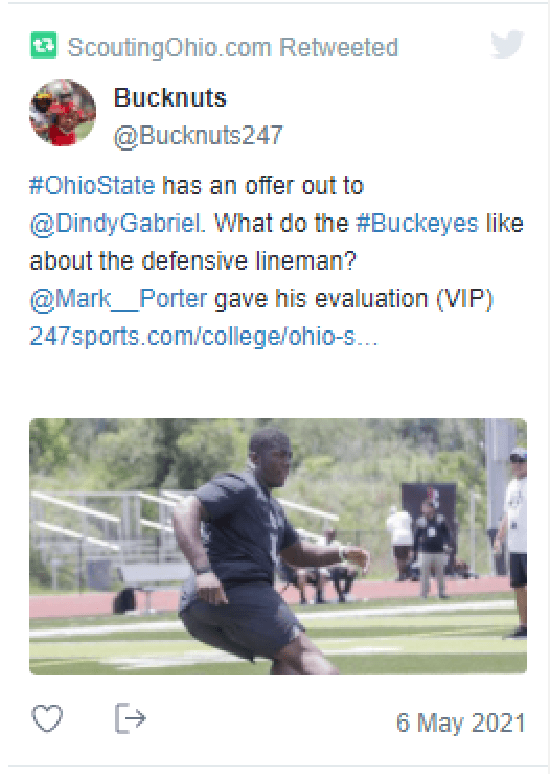 ScoutingOhio.com Retweeted
Bucknuts
@Bucknuts247
#OhioState has an offer out to
@DindyGabriel. What do the #Buckeyes like
about the defensive lineman?
@Mark__Porter gave his evaluation (VIP)
247sports.com/college/ohio-s...
6 May 2021